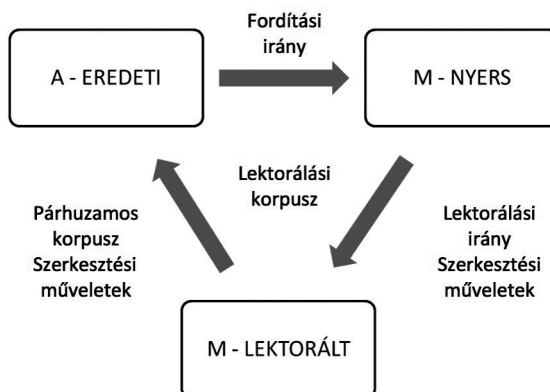 Fordítási
irány
A - EREDETI
M - NYERS
Lektorálási
korpusz
Párhuzamos
korpusz
Szerkesztési
műveletek
Lektorálási
irány
Szerkesztési
műveletek
M - LEKTORÁLT